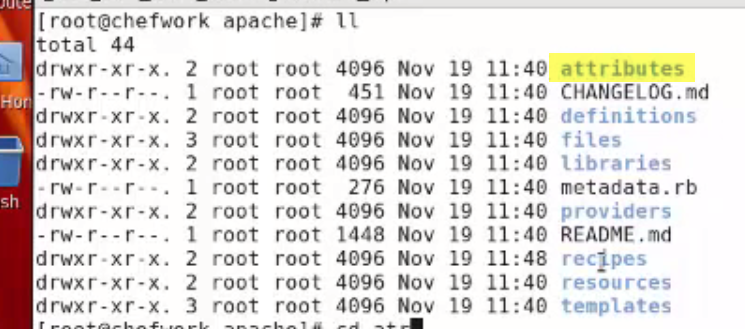 [root@chefwork apache]# ll
total 44
drwxr-xr-x. 2 root root 4096 Nov 19 11:40 attributes
-rw-r--r--. 1 root root  451 Nov 19 11:40 CHANGELOG.md
drwxr-xr-x. 2 root root 4096 Nov 19 11:40 definitions
drwxr-xr-x. 3 root root 4096 Nov 19 11:40 files
drwxr-xr-x. 2 root root 4096 Nov 19 11:40 libraries
-rw-r--r--. 1 root root  276 Nov 19 11:40 metadata.rb
drwxr-xr-x. 2 root root 4096 Nov 19 11:40 providers
-rw-r--r--. 1 root root 1448 Nov 19 11:40 README.md
drwxr-xr-x. 2 root root 4096 Nov 19 11:48 recipes
drwxr-xr-x. 2 root root 4096 Nov 19 11:40 resources
drwxr-xr-x. 3 root root 4096 Nov 19 11:40 templates
[root@chefwork apache]# cd atr